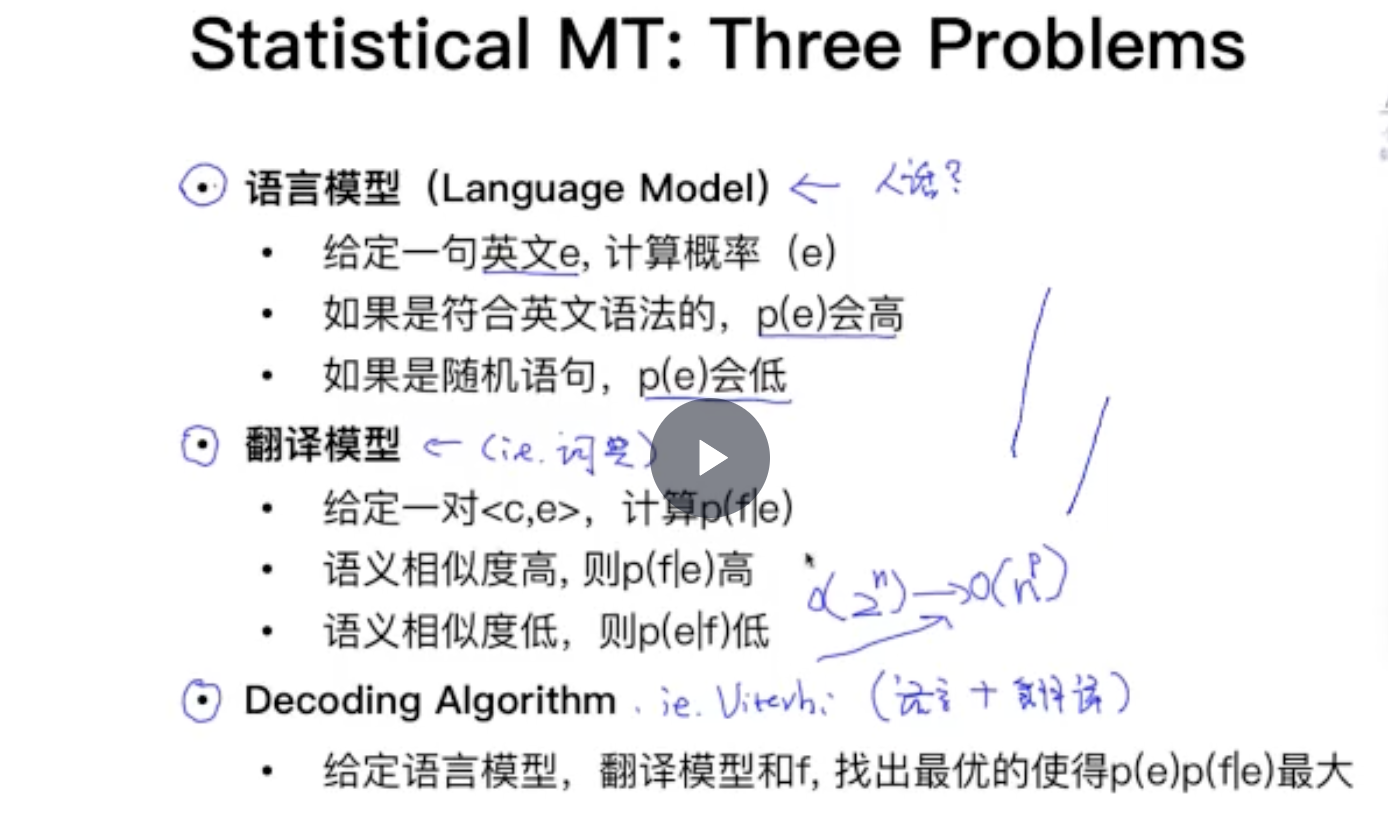 Statistical MT: Three Problems
• 语言模型（Language Model）← 人话?
• 给定一句英文e, 计算概率（e）
• 如果是符合英文语法的，p(e)会高
• 如果是随机语句，p(e)会低
• 翻译模型 ← (ie. 词典)
• 给定一对<c,e>，计算p(f|e)
• 语义相似度高, 则p(f|e)高
O(2ⁿ)→O(nᵖ)
• 语义相似度低，则p(e|f)低
• Decoding Algorithm . ie. Viterbi (语言 + 翻译)
• 给定语言模型，翻译模型和f, 找出最优的使得p(e)p(f|e)最大